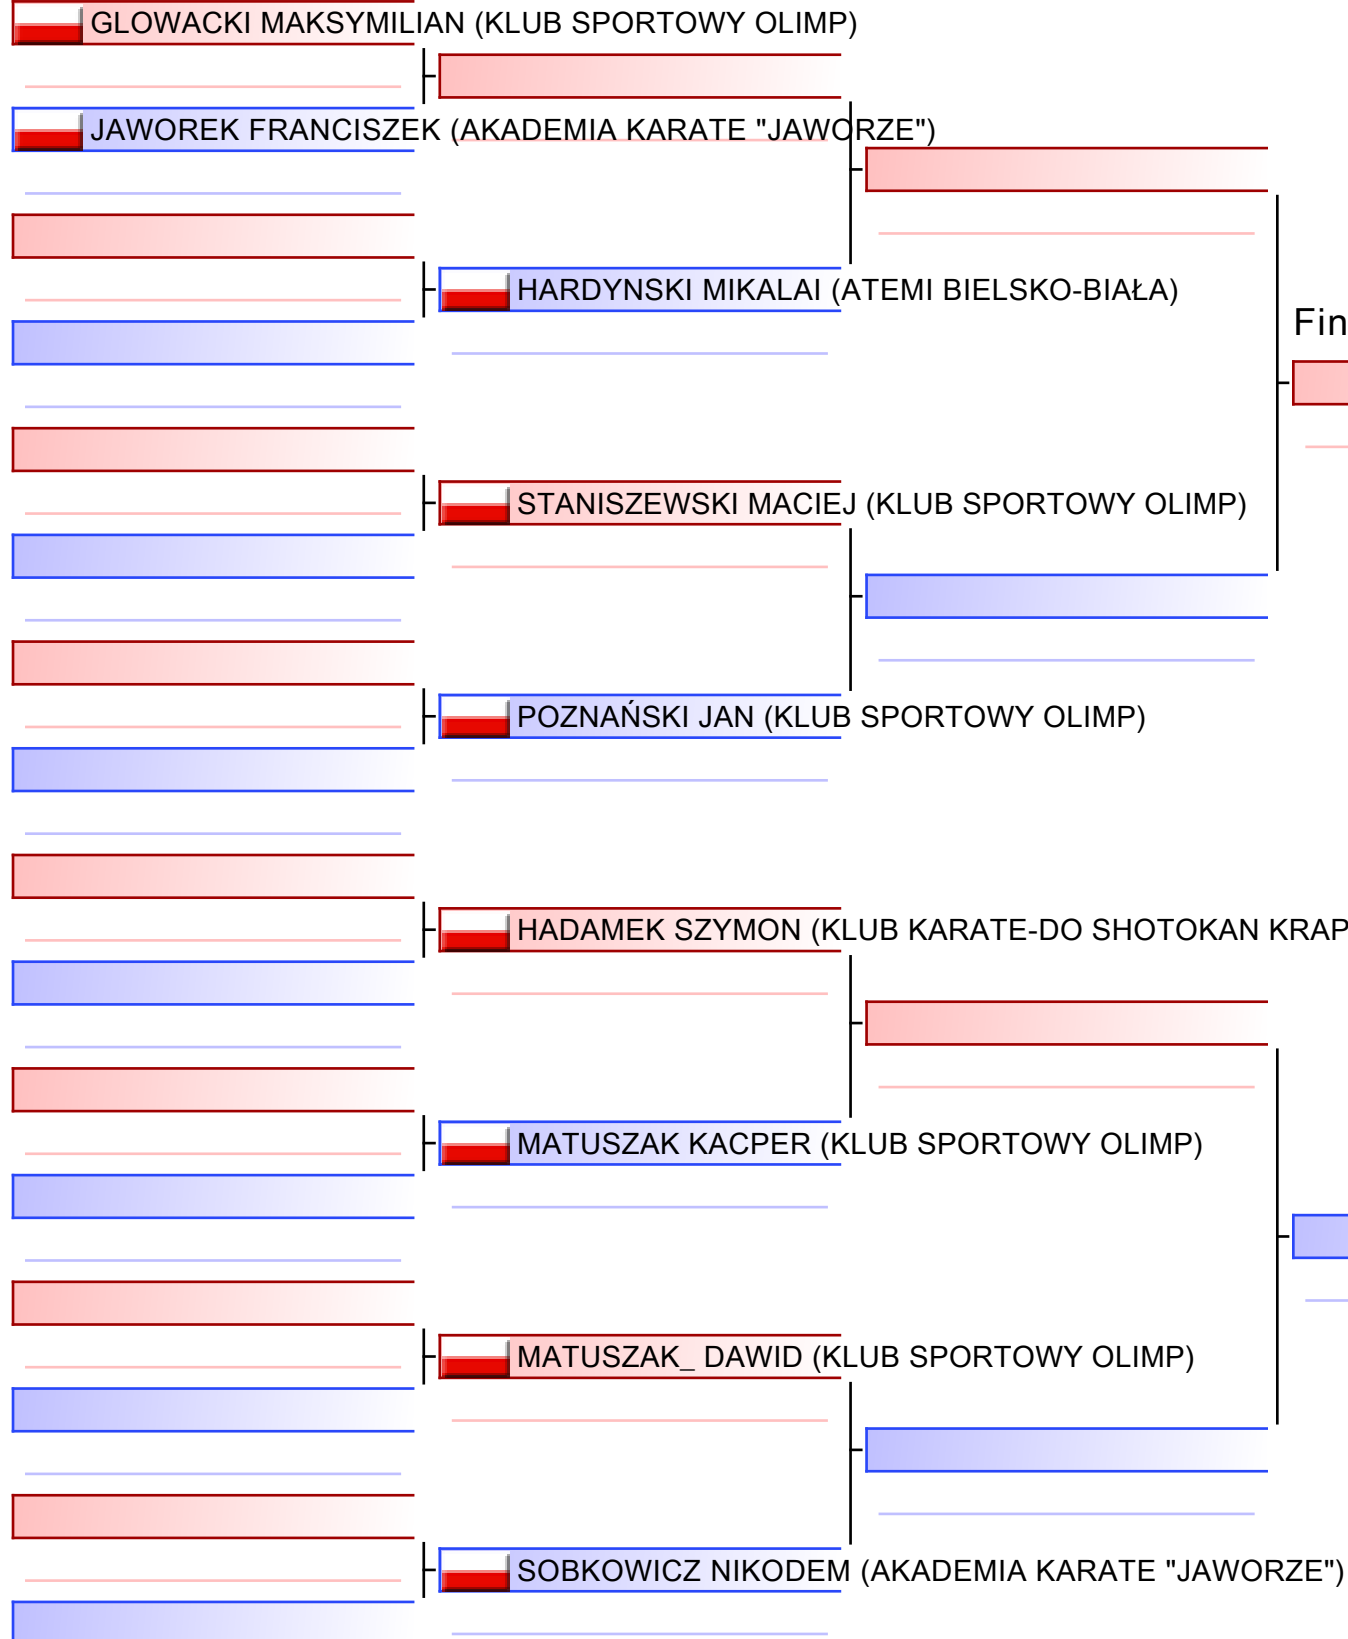 GLOWACKI MAKSYMILIAN (KLUB SPORTOWY OLIMP)
JAWOREK FRANCISZEK (AKADEMIA KARATE "JAWORZE")
HARDYNSKI MIKALAI (ATEMI BIELSKO-BIAŁA)
Fin
STANISZEWSKI MACIEJ (KLUB SPORTOWY OLIMP)
POZNAŃSKI JAN (KLUB SPORTOWY OLIMP)
HADAMEK SZYMON (KLUB KARATE-DO SHOTOKAN KRAP
MATUSZAK KACPER (KLUB SPORTOWY OLIMP)
MATUSZAK_ DAWID (KLUB SPORTOWY OLIMP)
SOBKOWICZ NIKODEM (AKADEMIA KARATE "JAWORZE")